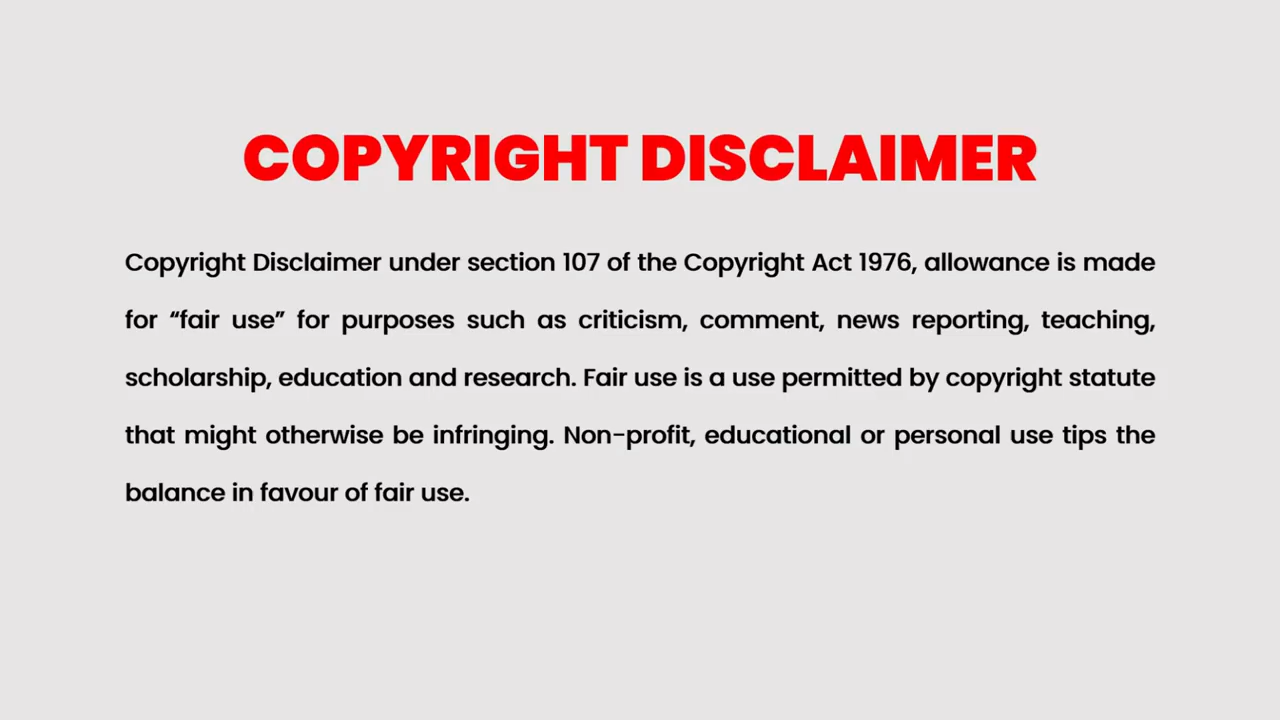 COPYRIGHT DISCLAIMER
Copyright Disclaimer under section 107 of the Copyright Act 1976, allowance is made
for “fair use” for purposes such as criticism, comment, news reporting, teaching,
scholarship, education and research. Fair use is a use permitted by copyright statute
that might otherwise be infringing. Non-profit, educational or personal use tips the
balance in favour of fair use.